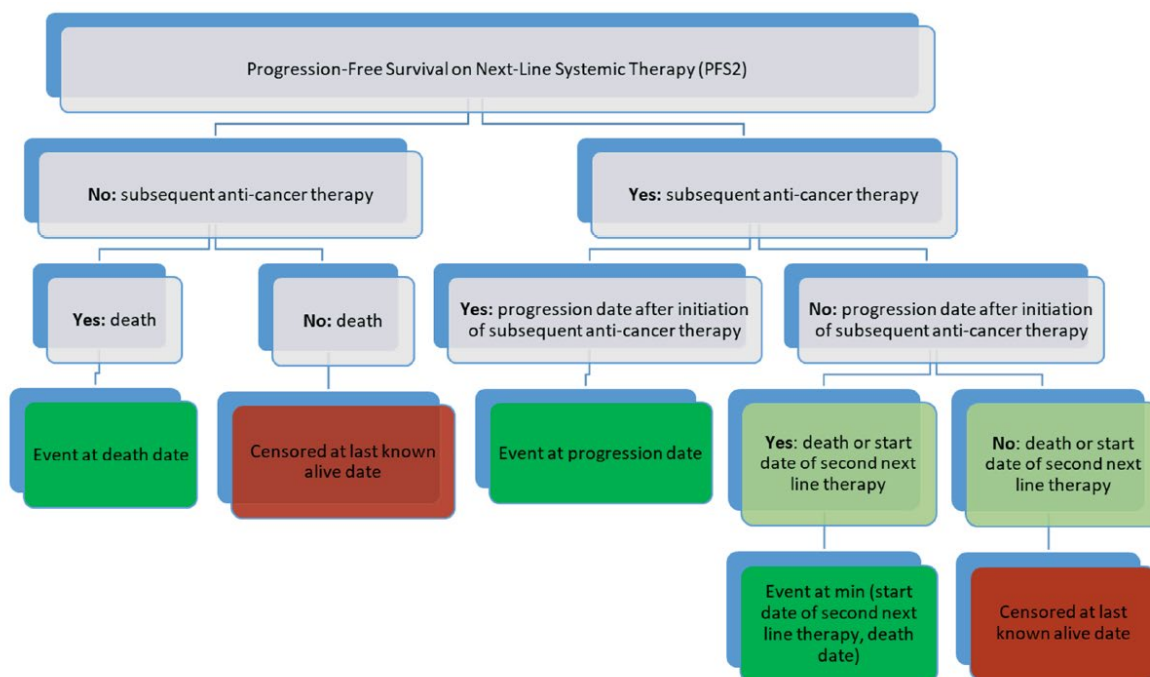 Progression-Free Survival on Next-Line Systemic Therapy (PFS2)
No: subsequent anti-cancer therapy
Yes: subsequent anti-cancer therapy
Yes: death
No: death
Yes: progression date after initiation
of subsequent anti-cancer therapy
No: progression date after initiation
of subsequent anti-cancer therapy
Event at death date
Censored at last known
alive date
Event at progression date
Yes: death or start
date of second next
line therapy
No: death or start
date of second next
line therapy
Event at min (start
date of second next
line therapy, death
date)
Censored at last
known alive date